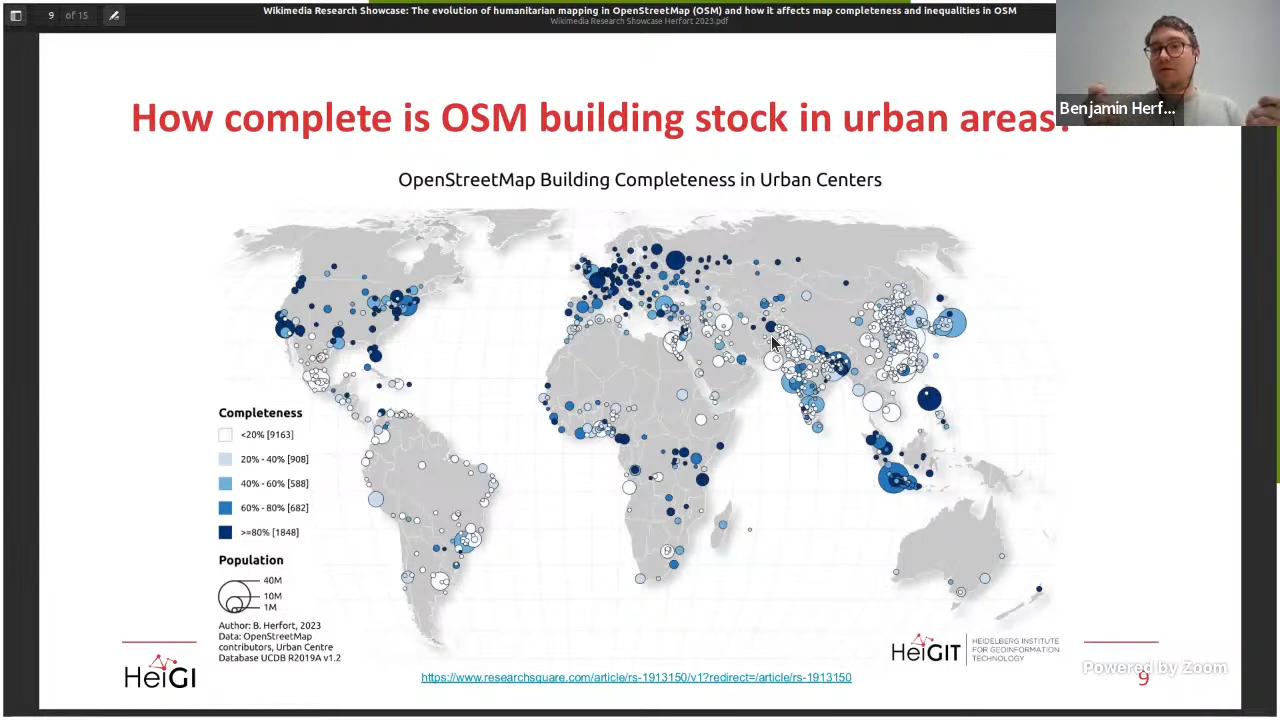 9 of 15
Wikimedia Research Showcase: The evolution of humanitarian mapping in OpenStreetMap (OSM) and how it affects map completeness and inequalities in OSM
Wikimedia Research Showcase Herfort 2023.pdf
Benjamin Herf...
How complete is OSM building stock in urban areas?
OpenStreetMap Building Completeness in Urban Centers
Completeness
<20% [9163]
20% - 40% [908]
40% - 60% [588]
60% - 80% [682]
>=80% [1848]
Population
40M
10M
1M
Author: B. Herfort, 2023
Data: OpenStreetMap
contributors, Urban Centre
Database UCDB R2019A v1.2
HeiGI
https://www.researchsquare.com/article/rs-1913150/v1?redirect=/article/rs-1913150
HeiGIT
HEIDELBERG INSTITUTE
FOR GEOINFORMATION
TECHNOLOGY
Powered by Zoom
9